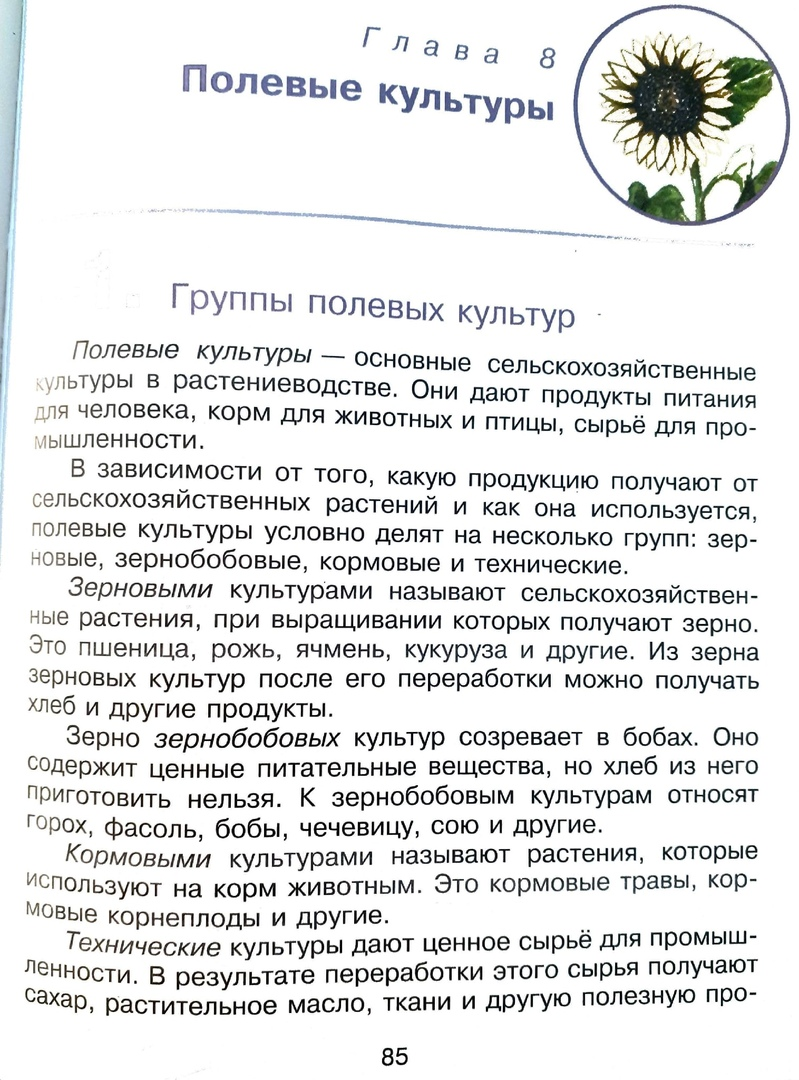 Глава 8
Полевые культуры
Группы полевых культур
Полевые культуры — основные сельскохозяйственные
культуры в растениеводстве. Они дают продукты питания
для человека, корм для животных и птицы, сырьё для про-
мышленности.
В зависимости от того, какую продукцию получают от
сельскохозяйственных растений и как она используется,
полевые культуры условно делят на несколько групп: зер-
новые, зернобобовые, кормовые и технические.
Зерновыми культурами называют сельскохозяйствен-
ные растения, при выращивании которых получают зерно.
Это пшеница, рожь, ячмень, кукуруза и другие. Из зерна
зерновых культур после его переработки можно получать
хлеб и другие продукты.
Зерно зернобобовых культур созревает в бобах. Оно
содержит ценные питательные вещества, но хлеб из него
приготовить нельзя. К зернобобовым культурам относят
горох, фасоль, бобы, чечевицу, сою и другие.
Кормовыми культурами называют растения, которые
используют на корм животным. Это кормовые травы, кор-
мовые корнеплоды и другие.
Технические культуры дают ценное сырьё для промыш-
ленности. В результате переработки этого сырья получают
сахар, растительное масло, ткани и другую полезную про-
85